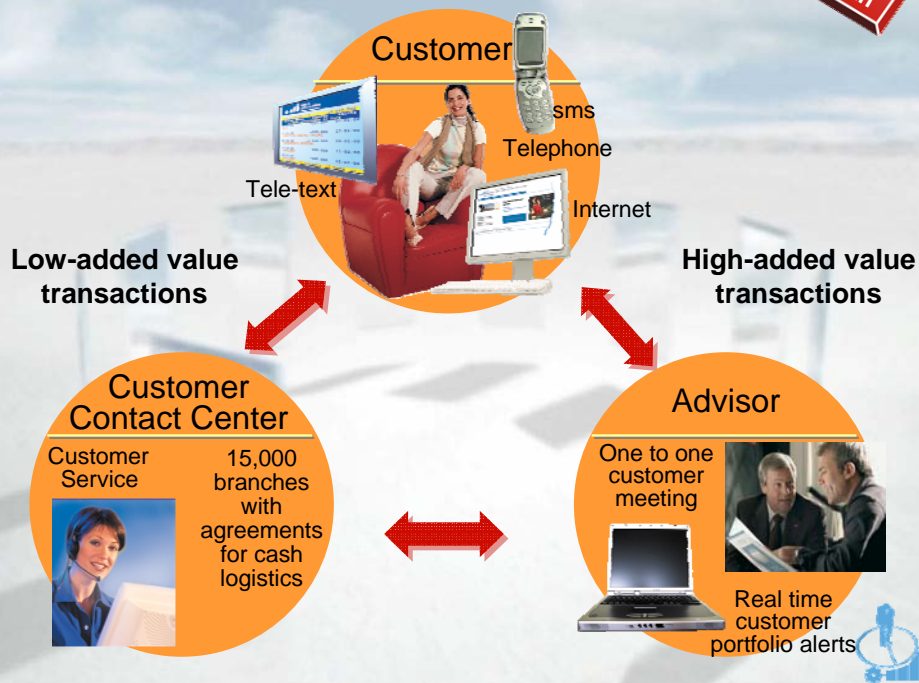 Customer
sms
Telephone
Tele-text
Internet
Low-added value
transactions
High-added value
transactions
Customer
Contact Center
Customer
Service
15,000
branches
with
agreements
for cash
logistics
Advisor
One to one
customer
meeting
Real time
customer
portfolio alerts